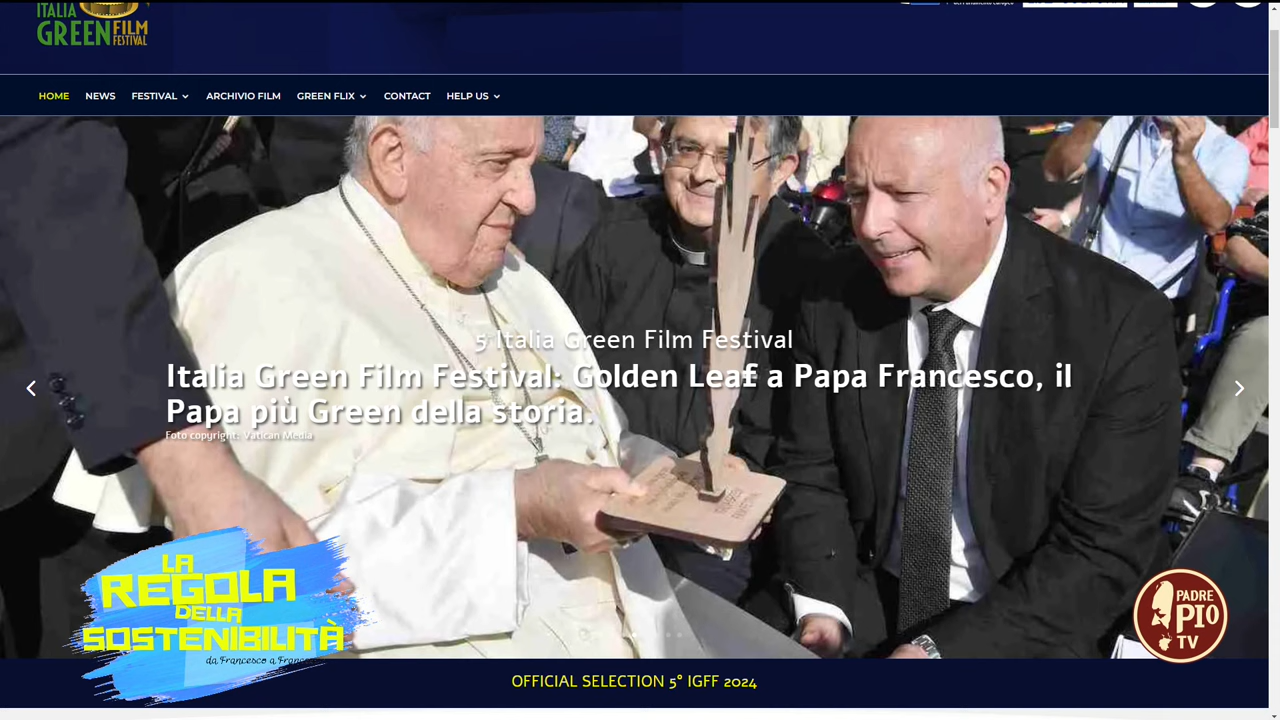 ITALIA
GREEN FILM
FESTIVAL
HOME NEWS FESTIVAL ARCHIVIO FILM GREEN FLIX CONTACT HELP US
5 Italia Green Film Festival
Italia Green Film Festival: Golden Leaf a Papa Francesco, il
Papa più Green della storia.
Foto copyright: Vatican Media
LA
REGOLA
DELLA
SOSTENIBILITÀ
da Francesco a
PADRE
PIO
TV
OFFICIAL SELECTION 5° IGFF 2024